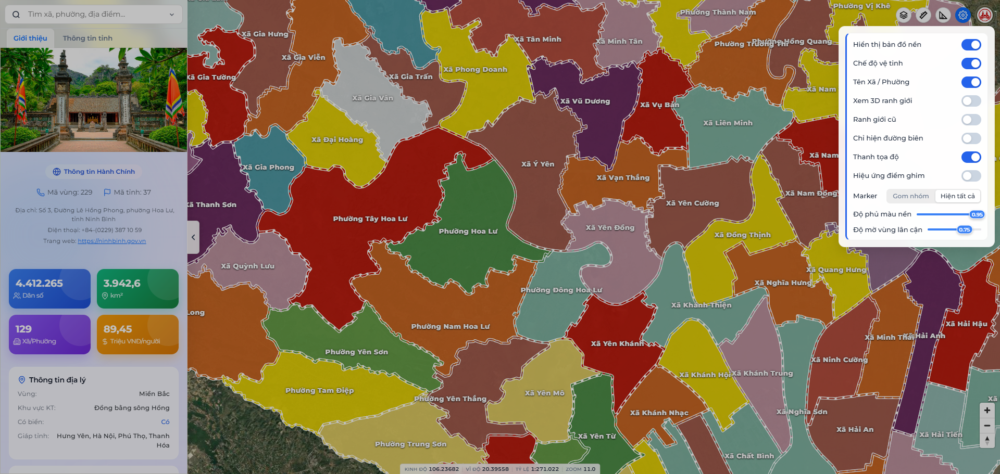 Tìm xã, phường, địa điểm...
Giới thiệu
Thông tin tỉnh
Thông tin Hành Chính
Mã vùng: 229
Mã tỉnh: 37
Địa chỉ: Số 3, Đường Lê Hồng Phong, phường Hoa Lư,
tỉnh Ninh Bình
Điện thoại: +84-(0229) 387 10 59
Trang web: https://ninhbinh.gov.vn
4.412.265
Dân số
3.942,6
km²
129
Xã/Phường
89,45
Triệu VNĐ/người
Thông tin địa lý
Vùng: Miền Bắc
Khu vực KT: Đồng bằng sông Hồng
Có biển: Có
Giáp tỉnh: Hưng Yên, Hà Nội, Phú Thọ, Thanh
Hóa
Phường Vị Khê
Phường Thành Nam
Xã Gia Hưng
Xã Tân Minh
Xã Minh Tân
Phường Trường Thi
Phường Hồng Quang
Xã Gia Viễn
Xã Phong Doanh
Xã Gia Tường
Xã Gia Trấn
Xã Nam
Xã Gia Vân
Xã Vũ Dương
Xã Vụ Bản
Xã Liên Minh
Xã Đại Hoàng
Xã Nam
Xã Gia Phong
Xã Ý Yên
Xã Vạn Thắng
Xã Nam Đồng
Xã Thanh Sơn
Xã Yên Cường
Phường Tây Hoa Lư
Phường Hoa Lư
Xã Yên Đồng
Xã Đồng Thịnh
Xã Quỳnh Lưu
Xã Quang Hưng
Xã Nghĩa Hưng
Phường Đông Hoa Lư
Xã Khánh Thiện
Long
Phường Nam Hoa Lư
Xã Hải Hậu
Xã Minh Thái
Xã Hải Anh
Xã Yên Khánh
Phường Yên Sơn
Xã Ninh Cường
Xã Khánh Hội
Xã Khánh Trung
Phường Tam Điệp
Xã Yên Mô
Phường Yên Thắng
Xã
Xã Khánh Nhạc
Xã Nghĩa Sơn
Xã Hải An
Xã Hải Tiến
Xã Yên Từ
Phường Trung Sơn
Xã Chất Bình
Hiển thị bản đồ nền
Chế độ vệ tinh
Tên Xã / Phường
Xem 3D ranh giới
Ranh giới cũ
Chỉ hiện đường biên
Thanh tọa độ
Hiệu ứng điểm ghim
Marker Gom nhóm Hiện tất cả
Độ phủ màu nền 0.95
Độ mờ vùng lân cận 0.75
KINH ĐỘ 106.23682 VĨ ĐỘ 20.39558 TỶ LỆ 1:271.022 ZOOM 11.0